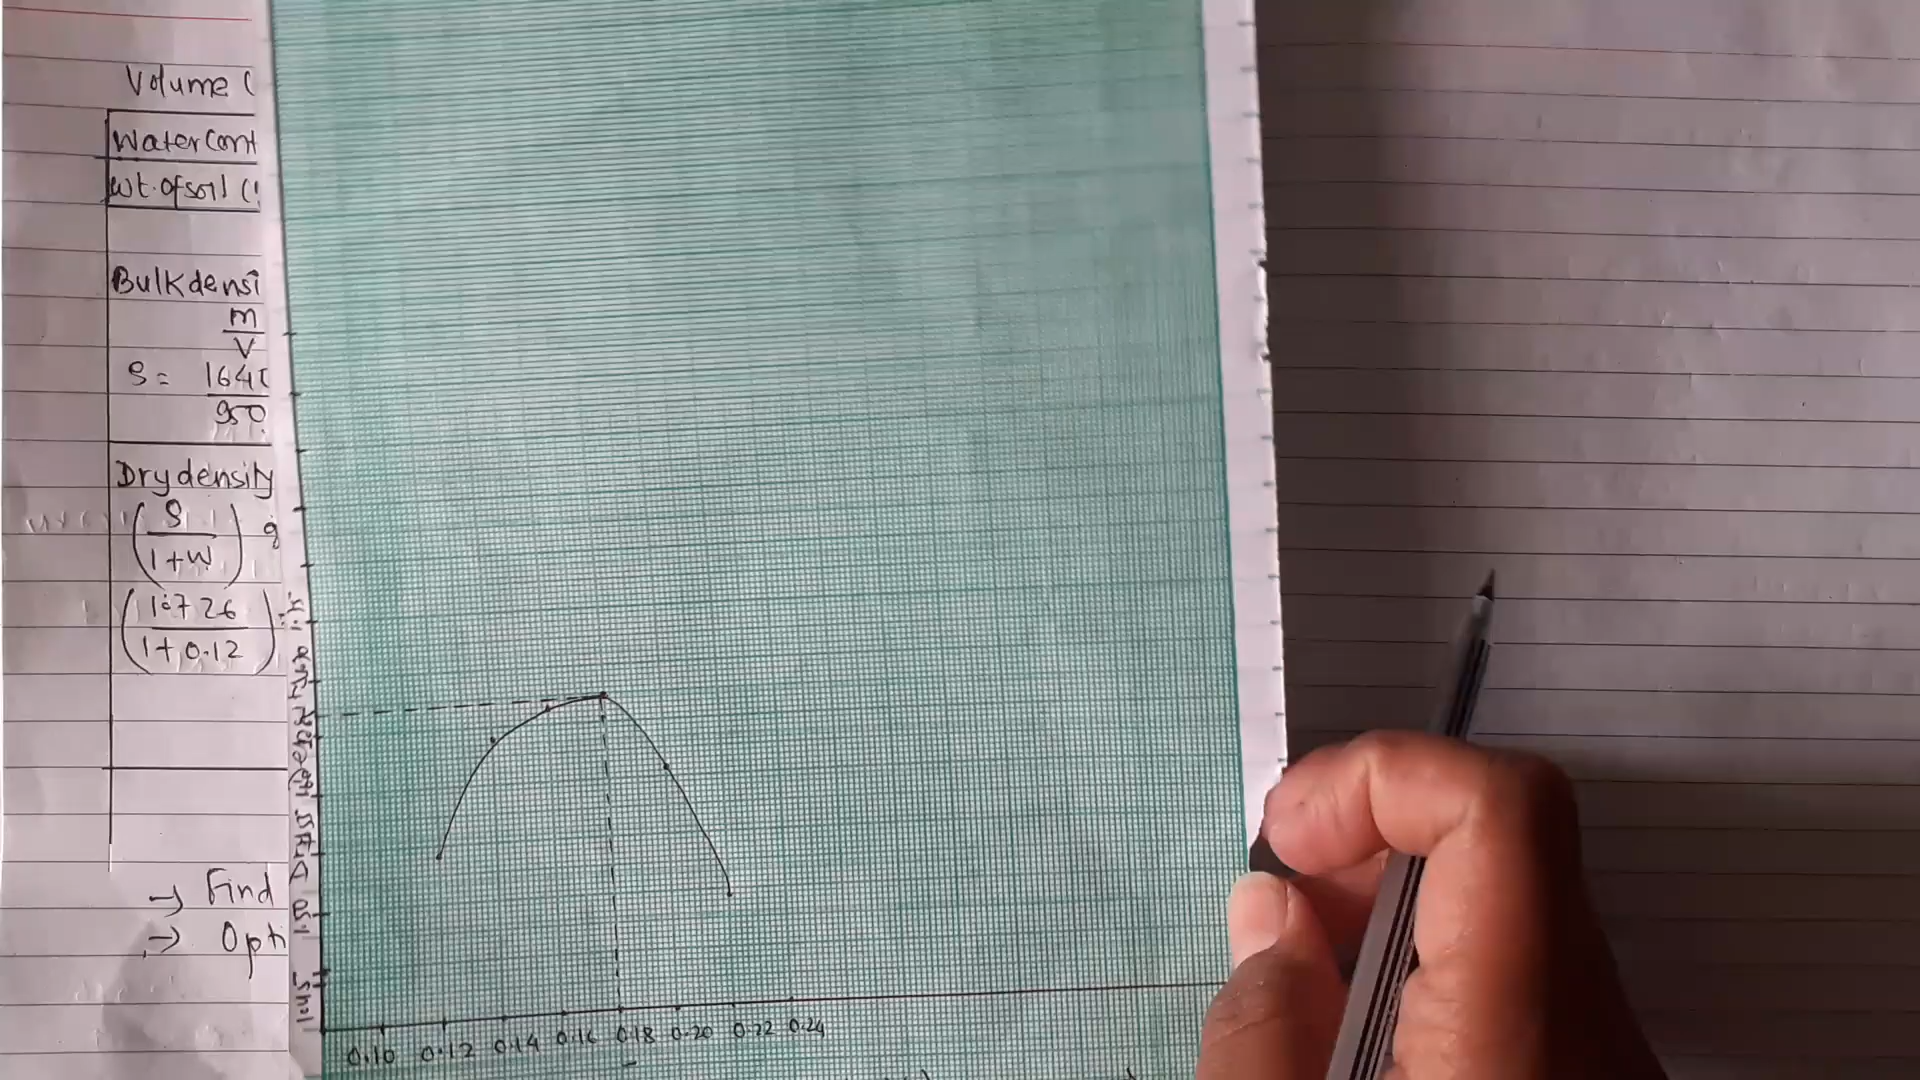 Volume (
Water Cont
Wt. of soil (
Bulk densi
m
V
S = 164
950
Dry density
( S
1+W ) g
( 1.726
1+0.12 )
→ Find
→ Opti
0.10 0.12 0.14 0.16 0.18 0.20 0.22 0.24